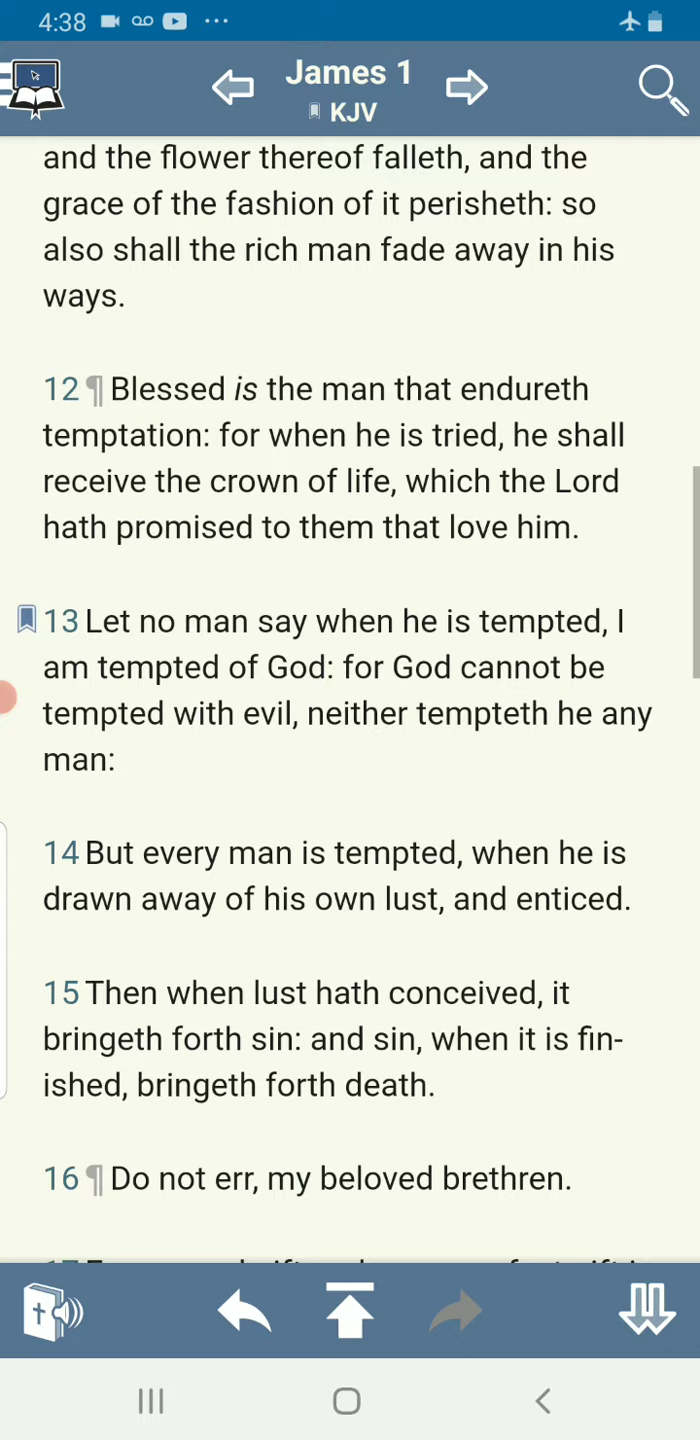 4:38
James 1
KJV
and the flower thereof falleth, and the
grace of the fashion of it perisheth: so
also shall the rich man fade away in his
ways.
12 ¶ Blessed is the man that endureth
temptation: for when he is tried, he shall
receive the crown of life, which the Lord
hath promised to them that love him.
13 Let no man say when he is tempted, I
am tempted of God: for God cannot be
tempted with evil, neither tempteth he any
man:
14 But every man is tempted, when he is
drawn away of his own lust, and enticed.
15 Then when lust hath conceived, it
bringeth forth sin: and sin, when it is fin-
ished, bringeth forth death.
16 ¶ Do not err, my beloved brethren.